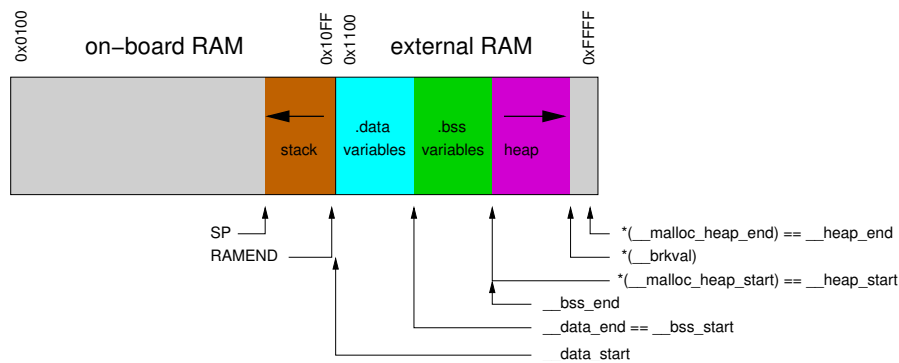 0x0100
on−board RAM
0x10FF
0x1100
external RAM
0xFFFF
stack
.data
variables
.bss
variables
heap
SP
RAMEND
*(__malloc_heap_end) == __heap_end
*(__brkval)
*(__malloc_heap_start) == __heap_start
__bss_end
__data_end == __bss_start
__data_start